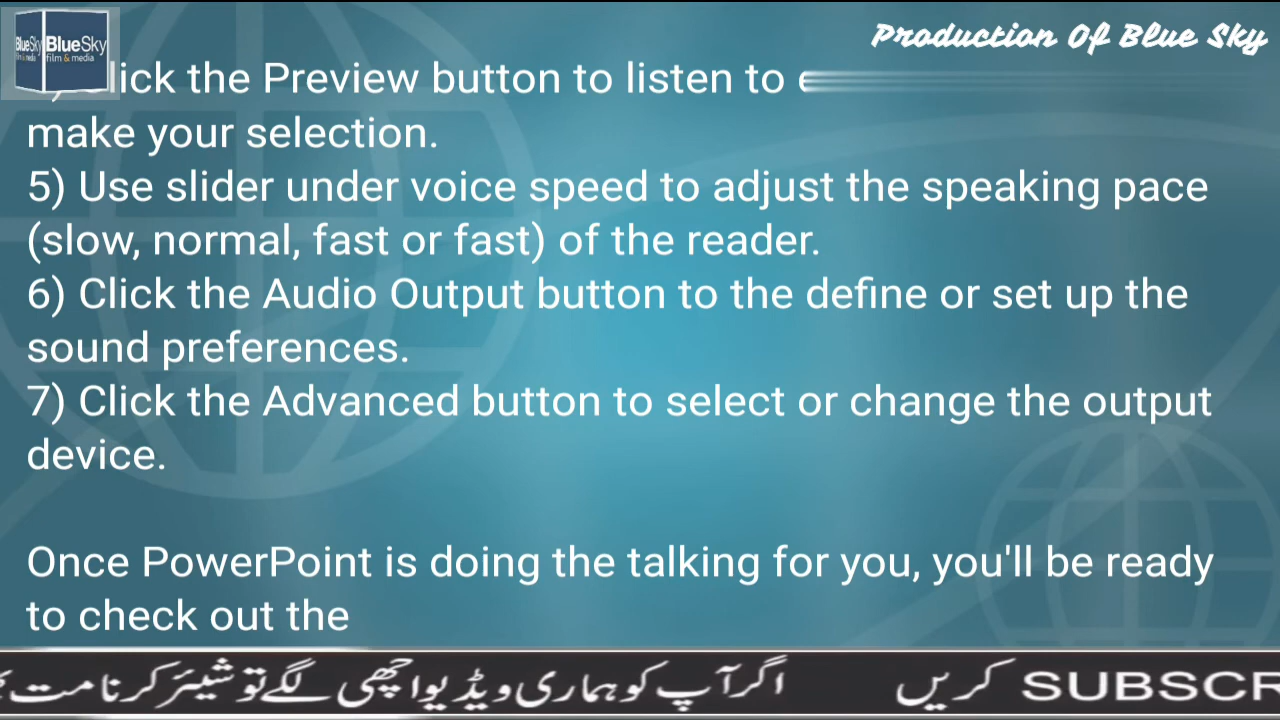 BlueSky
film & media
BlueSky
film & media
Production Of Blue Sky
the Preview button to listen to
make your selection.
5) Use slider under voice speed to adjust the speaking pace
(slow, normal, fast or fast) of the reader.
6) Click the Audio Output button to the define or set up the
sound preferences.
7) Click the Advanced button to select or change the output
device.
Once PowerPoint is doing the talking for you, you'll be ready
to check out the
کریں SUBSCR
اگر آپ کو ہماری ویڈیو اچھی لگے تو شیئر کرنا مت